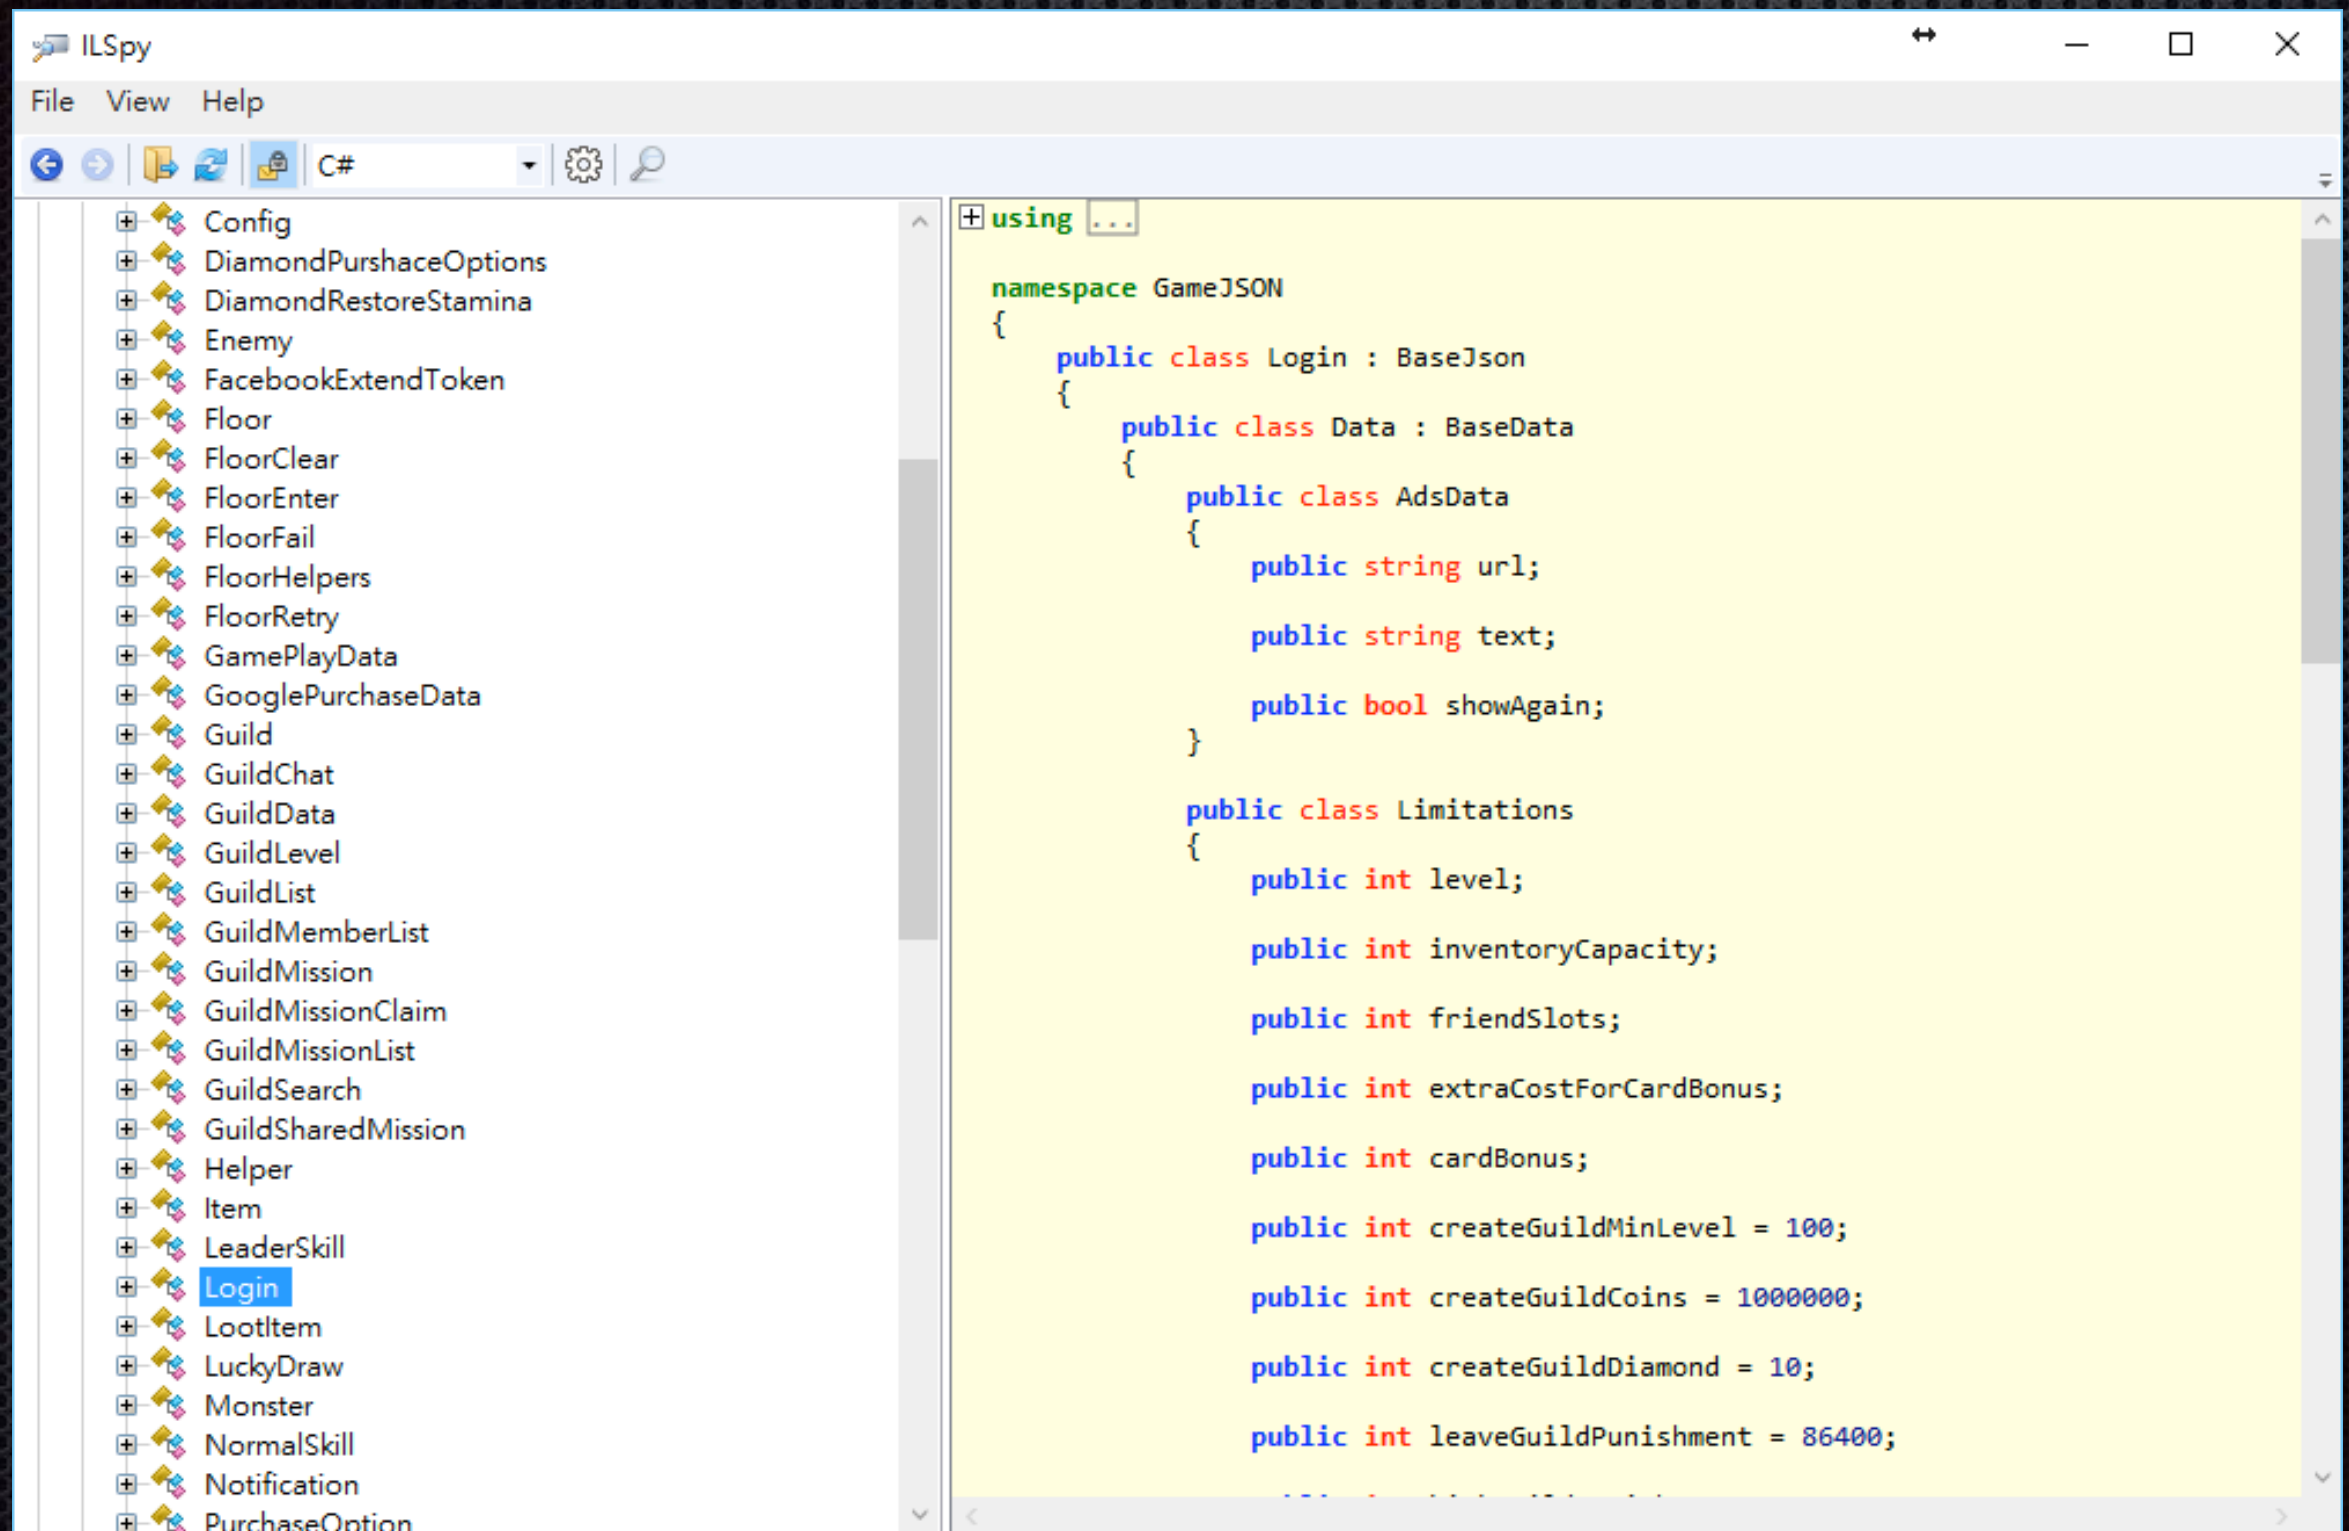 ILSpy
File View Help
C#
Config
DiamondPurshaceOptions
DiamondRestoreStamina
Enemy
FacebookExtendToken
Floor
FloorClear
FloorEnter
FloorFail
FloorHelpers
FloorRetry
GamePlayData
GooglePurchaseData
Guild
GuildChat
GuildData
GuildLevel
GuildList
GuildMemberList
GuildMission
GuildMissionClaim
GuildMissionList
GuildSearch
GuildSharedMission
Helper
Item
LeaderSkill
Login
LootItem
LuckyDraw
Monster
NormalSkill
Notification
PurchaseOption
using ...
namespace GameJSON
{
public class Login : BaseJson
{
public class Data : BaseData
{
public class AdsData
{
public string url;
public string text;
public bool showAgain;
}
public class Limitations
{
public int level;
public int inventoryCapacity;
public int friendSlots;
public int extraCostForCardBonus;
public int cardBonus;
public int createGuildMinLevel = 100;
public int createGuildCoins = 1000000;
public int createGuildDiamond = 10;
public int leaveGuildPunishment = 86400;